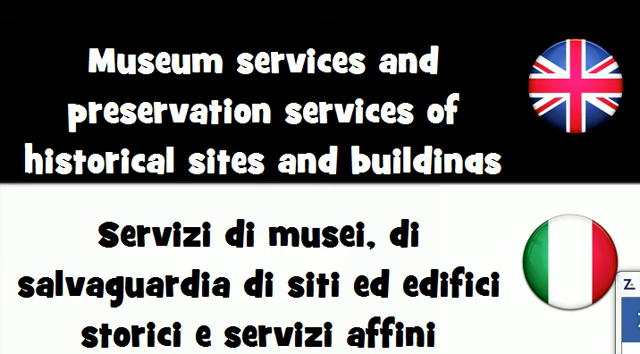 Museum services and
preservation services of
historical sites and buildings
Servizi di musei, di
salvaguardia di siti ed edifici
storici e servizi affini